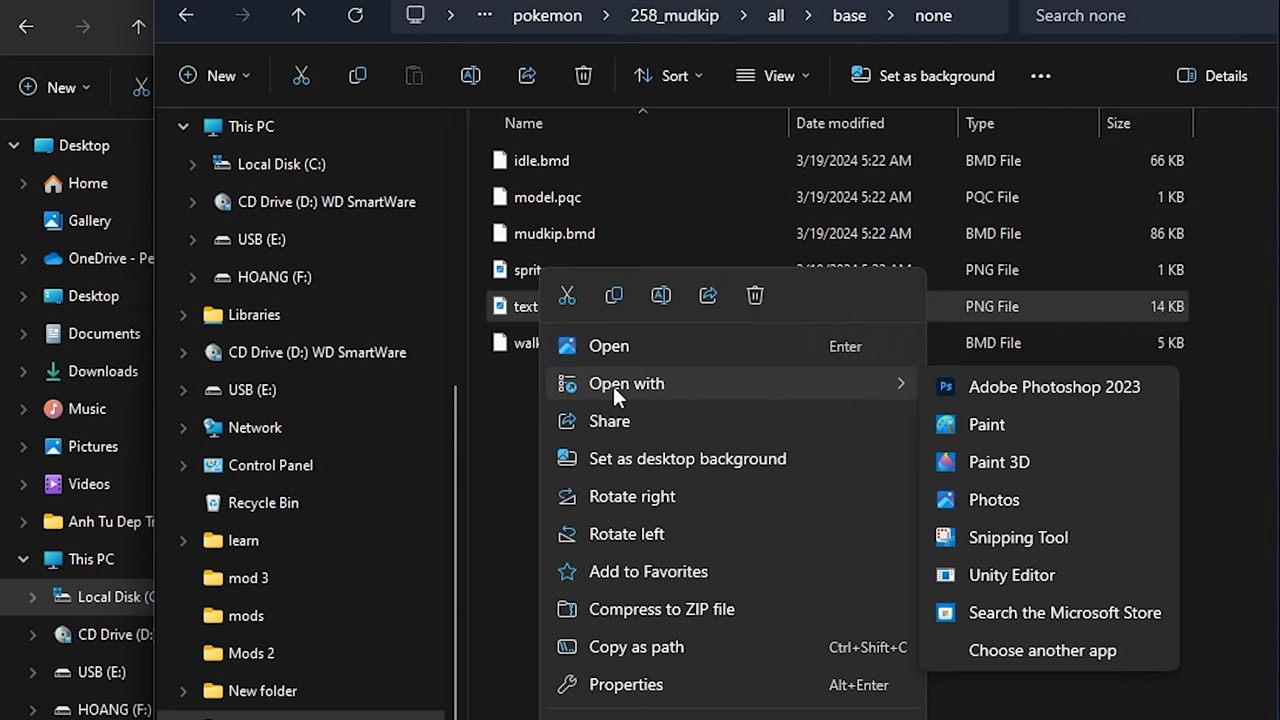 pokemon > 258_mudkip > all > base > none
Search none
New
Sort
View
Set as background
Details
New
Desktop
Home
Gallery
OneDrive - Pe
Desktop
Documents
Downloads
Music
Pictures
Videos
Anh Tu Dep Tr
This PC
Local Disk (C
CD Drive (D:
USB (E:)
HOANG (F:)
This PC
Local Disk (C:)
CD Drive (D:) WD SmartWare
USB (E:)
HOANG (F:)
Libraries
CD Drive (D:) WD SmartWare
USB (E:)
Network
Control Panel
Recycle Bin
learn
mod 3
mods
Mods 2
New folder
Name Date modified Type Size
idle.bmd 3/19/2024 5:22 AM BMD File 66 KB
model.pqc 3/19/2024 5:22 AM PQC File 1 KB
mudkip.bmd 3/19/2024 5:22 AM BMD File 86 KB
sprit 3/19/2024 5:22 AM PNG File 1 KB
text PNG File 14 KB
walk BMD File 5 KB
Open Enter
Open with
Share
Set as desktop background
Rotate right
Rotate left
Add to Favorites
Compress to ZIP file
Copy as path Ctrl+Shift+C
Properties Alt+Enter
Adobe Photoshop 2023
Paint
Paint 3D
Photos
Snipping Tool
Unity Editor
Search the Microsoft Store
Choose another app